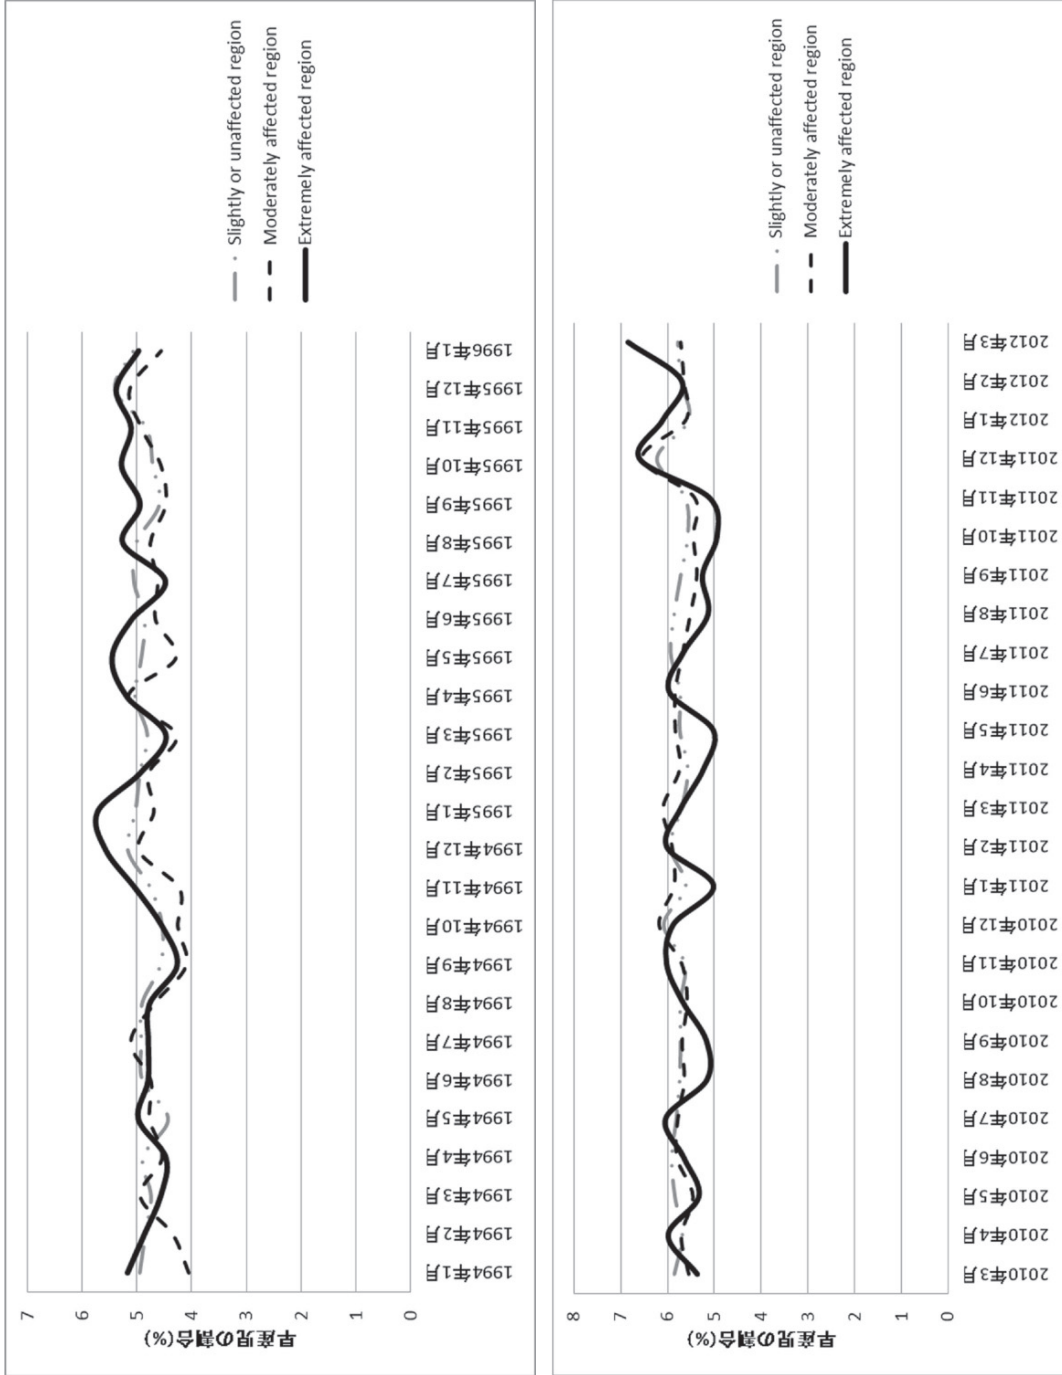 早産児の割合(%)
7
6
5
4
3
2
1
0
1994年1月
1994年2月
1994年3月
1994年4月
1994年5月
1994年6月
1994年7月
1994年8月
1994年9月
1994年10月
1994年11月
1994年12月
1995年1月
1995年2月
1995年3月
1995年4月
1995年5月
1995年6月
1995年7月
1995年8月
1995年9月
1995年10月
1995年11月
1995年12月
1996年1月
Slightly or unaffected region
Moderately affected region
Extremely affected region
早産児の割合(%)
8
7
6
5
4
3
2
1
0
2010年3月
2010年4月
2010年5月
2010年6月
2010年7月
2010年8月
2010年9月
2010年10月
2010年11月
2010年12月
2011年1月
2011年2月
2011年3月
2011年4月
2011年5月
2011年6月
2011年7月
2011年8月
2011年9月
2011年10月
2011年11月
2011年12月
2012年1月
2012年2月
2012年3月
Slightly or unaffected region
Moderately affected region
Extremely affected region